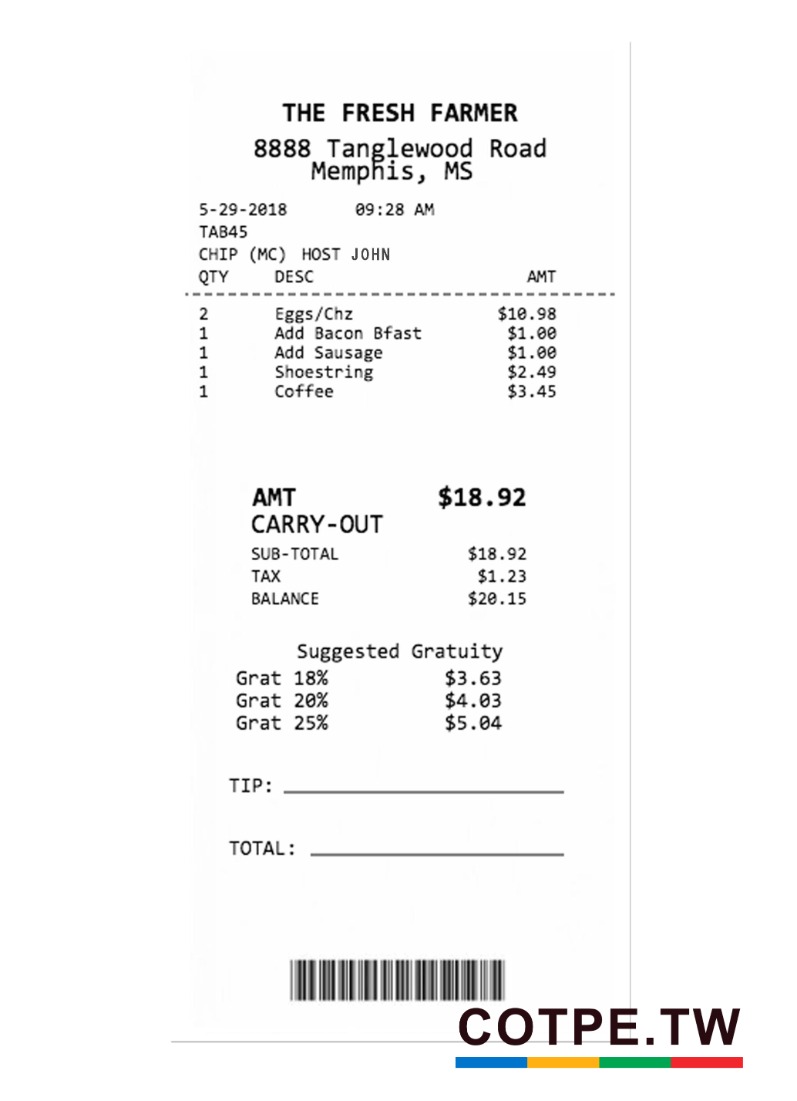 THE FRESH FARMER
8888 Tanglewood Road
Memphis, MS
5-29-2018 09:28 AM
TAB45
CHIP (MC) HOST JOHN
QTY DESC AMT
2 Eggs/Chz $10.98
1 Add Bacon Bfast $1.00
1 Add Sausage $1.00
1 Shoestring $2.49
1 Coffee $3.45
AMT $18.92
CARRY-OUT
SUB-TOTAL $18.92
TAX $1.23
BALANCE $20.15
Suggested Gratuity
Grat 18% $3.63
Grat 20% $4.03
Grat 25% $5.04
TIP:
TOTAL:
COTPE.TW